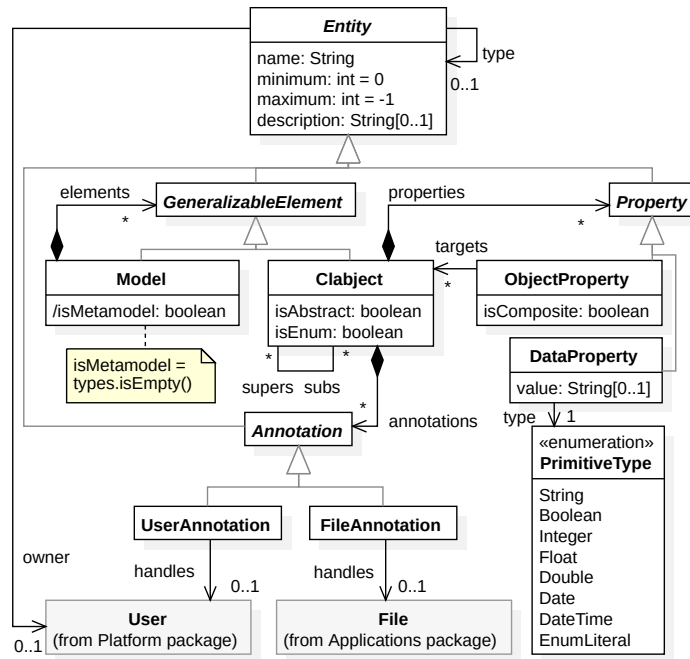 Entity
name: String
minimum: int = 0
maximum: int = -1
description: String[0..1]
type
0..1
elements
*
GeneralizableElement
properties
*
Property
targets
*
Model
/isMetamodel: boolean
Clabject
isAbstract: boolean
isEnum: boolean
ObjectProperty
isComposite: boolean
isMetamodel =
types.isEmpty()
*
*
supers
subs
DataProperty
value: String[0..1]
*
annotations
Annotation
type
1
«enumeration»
PrimitiveType
String
Boolean
Integer
Float
Double
Date
DateTime
EnumLiteral
UserAnnotation
FileAnnotation
owner
handles
0..1
handles
0..1
0..1
User
(from Platform package)
File
(from Applications package)